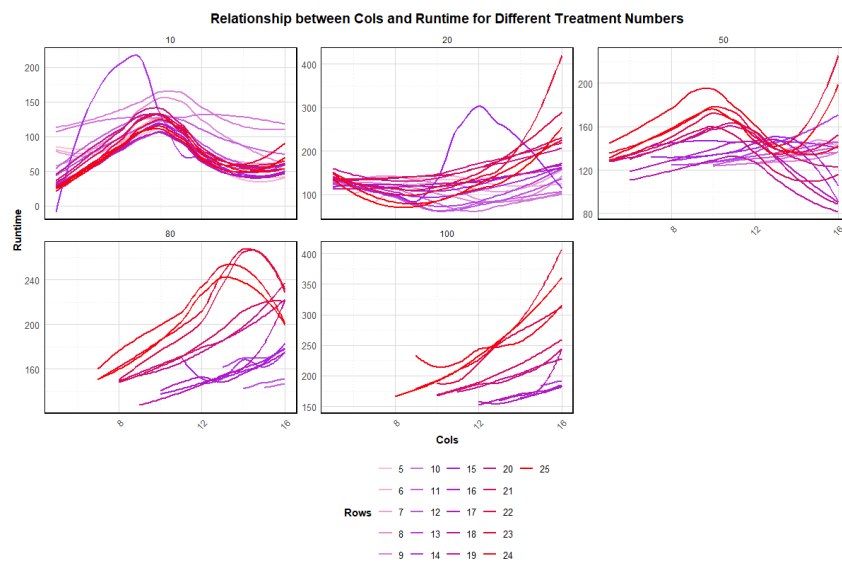 Relationship between Cols and Runtime for Different Treatment Numbers
10 20 50
200
150
100
50
0
400
300
200
100
200
160
120
80
8 12 16
80 100
240
200
160
400
350
300
250
200
150
8 12 16
8 12 16
Runtime
Cols
Rows
5 10 15 20 25
6 11 16 21
7 12 17 22
8 13 18 23
9 14 19 24